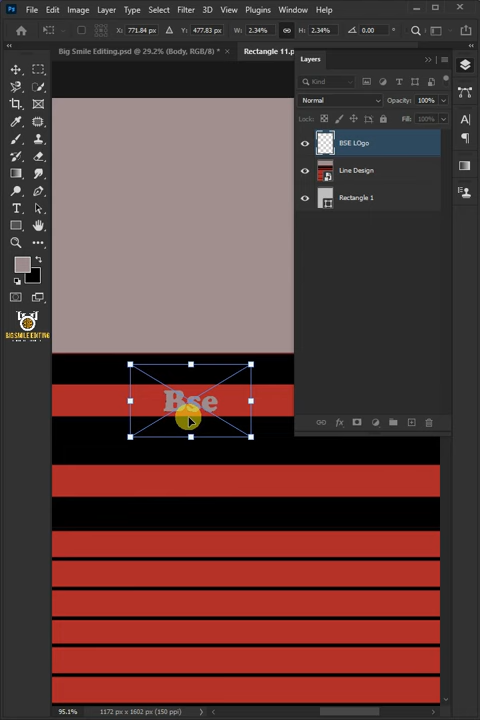 File Edit Image Layer Type Select Filter 3D View Plugins Window Help
X: 771.84 px Y: 477.83 px W: 2.34% H: 2.34% 0.00
Big Smile Editing.psd @ 29.2% (Body, RGB/8) * × Rectangle 11.p
Layers
Kind
Normal Opacity: 100%
Lock: Fill: 100%
BSE LOgo
Line Design
Rectangle 1
BIG SMILE EDITING
Bse
fx
95.1% 1172 px x 1602 px (150 ppi)